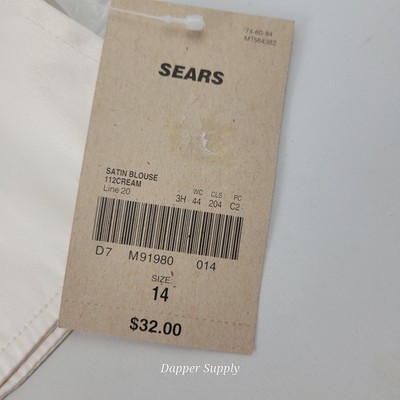 74-60-84
MT564382
SEARS
SATIN BLOUSE
112CREAM
Line 20
WC CLS PC
3H 44 204 C2
D7 M91980 014
SIZE
14
$32.00
Dapper Supply